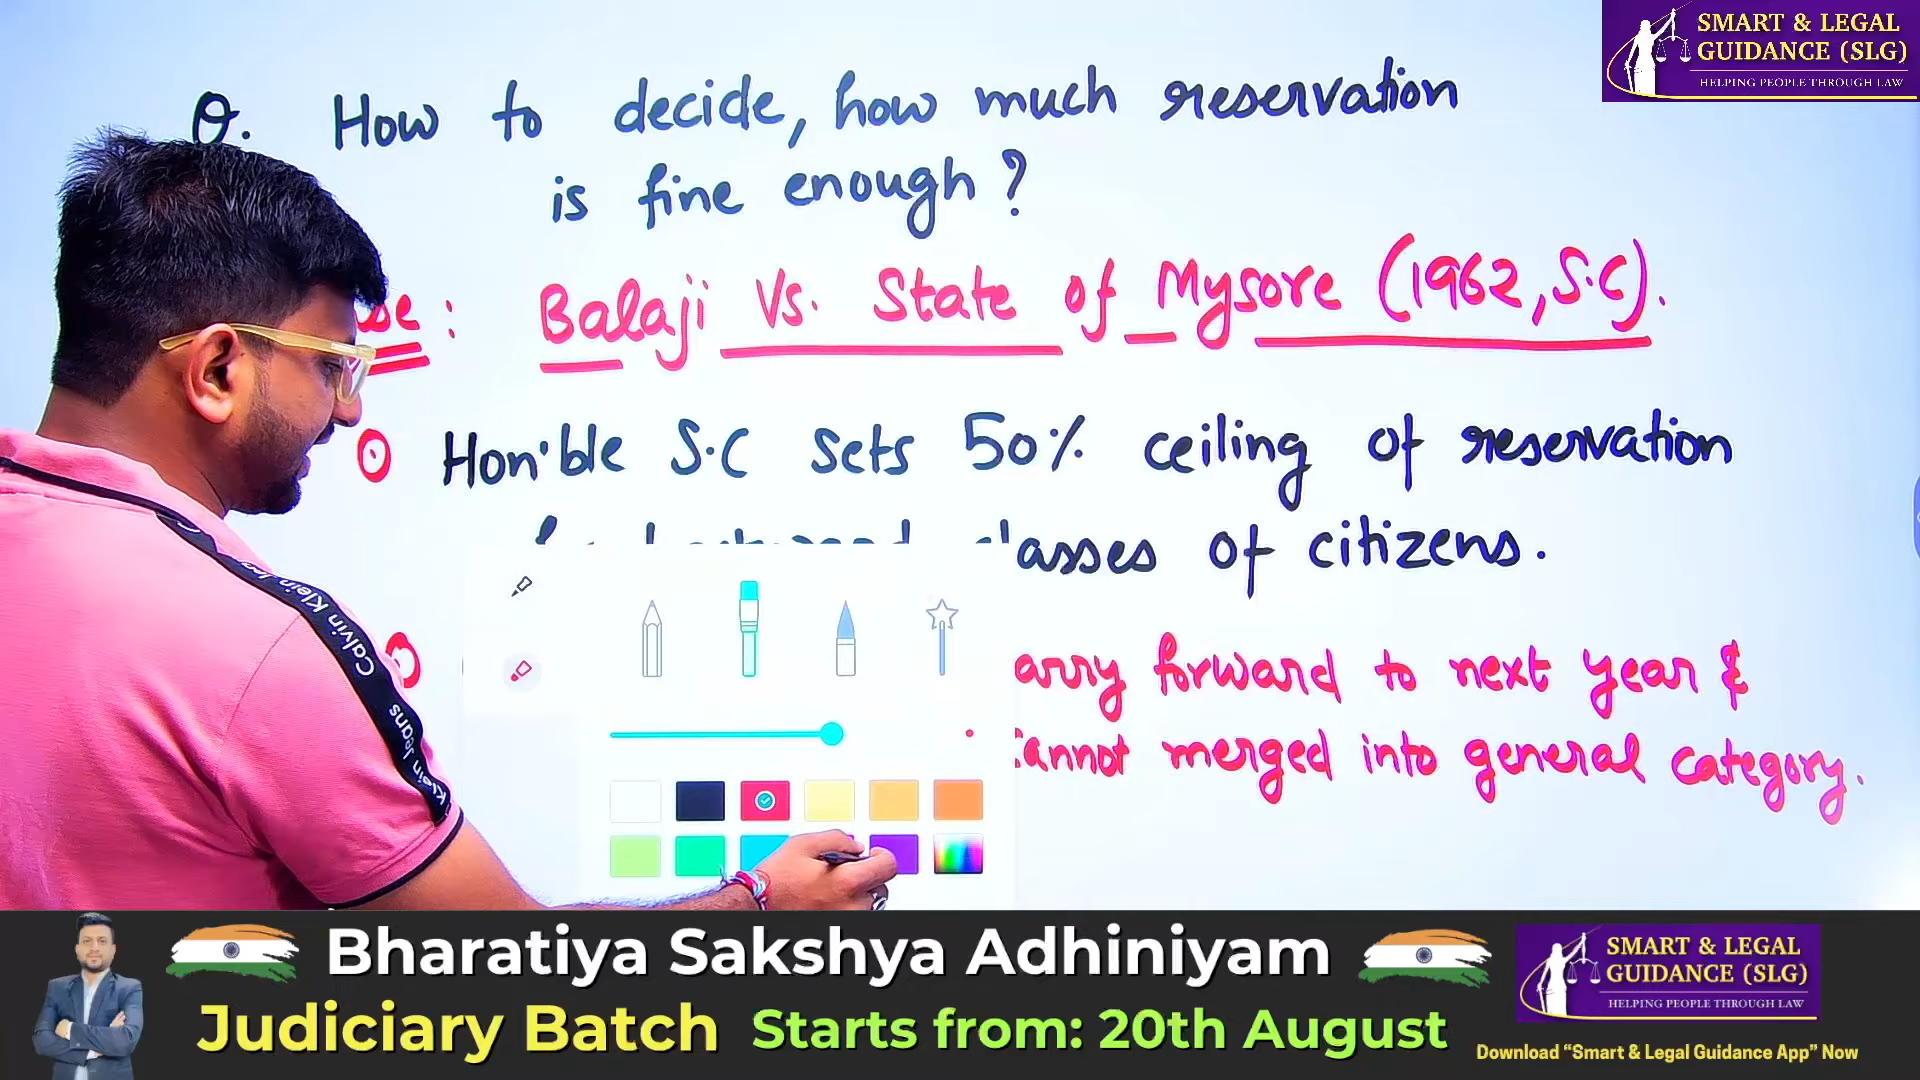 SMART & LEGAL
GUIDANCE (SLG)
HELPING PEOPLE THROUGH LAW
Q. How to decide, how much reservation
is fine enough?
Balaji Vs. State of Mysore (1962, S.C).
Hon'ble S.C sets 50% ceiling of reservation
of citizens.
forward to next year &
merged into general category.
Calvin Klein Jeans
Bharatiya Sakshya Adhiniyam
Judiciary Batch Starts from: 20th August
SMART & LEGAL
GUIDANCE (SLG)
HELPING PEOPLE THROUGH LAW
Download “Smart & Legal Guidance App” Now